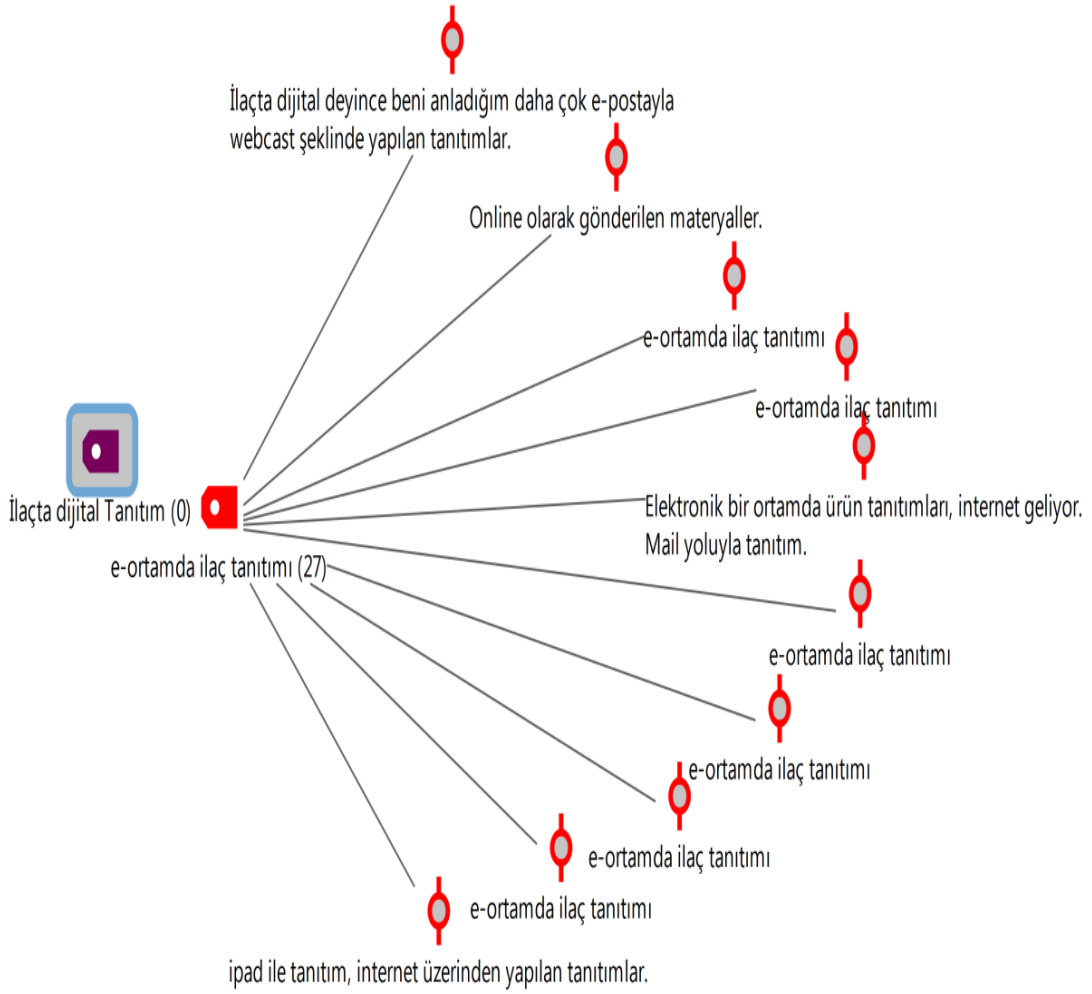 İlaçta dijital deyince beni anladığım daha çok e-postayla
webcast şeklinde yapılan tanıtımlar.
Online olarak gönderilen materyaller.
e-ortamda ilaç tanıtımı
e-ortamda ilaç tanıtımı
Elektronik bir ortamda ürün tanıtımları, internet geliyor.
Mail yoluyla tanıtım.
İlaçta dijital Tanıtım (0)
e-ortamda ilaç tanıtımı (27)
e-ortamda ilaç tanıtımı
e-ortamda ilaç tanıtımı
e-ortamda ilaç tanıtımı
e-ortamda ilaç tanıtımı
ipad ile tanıtım, internet üzerinden yapılan tanıtımlar.